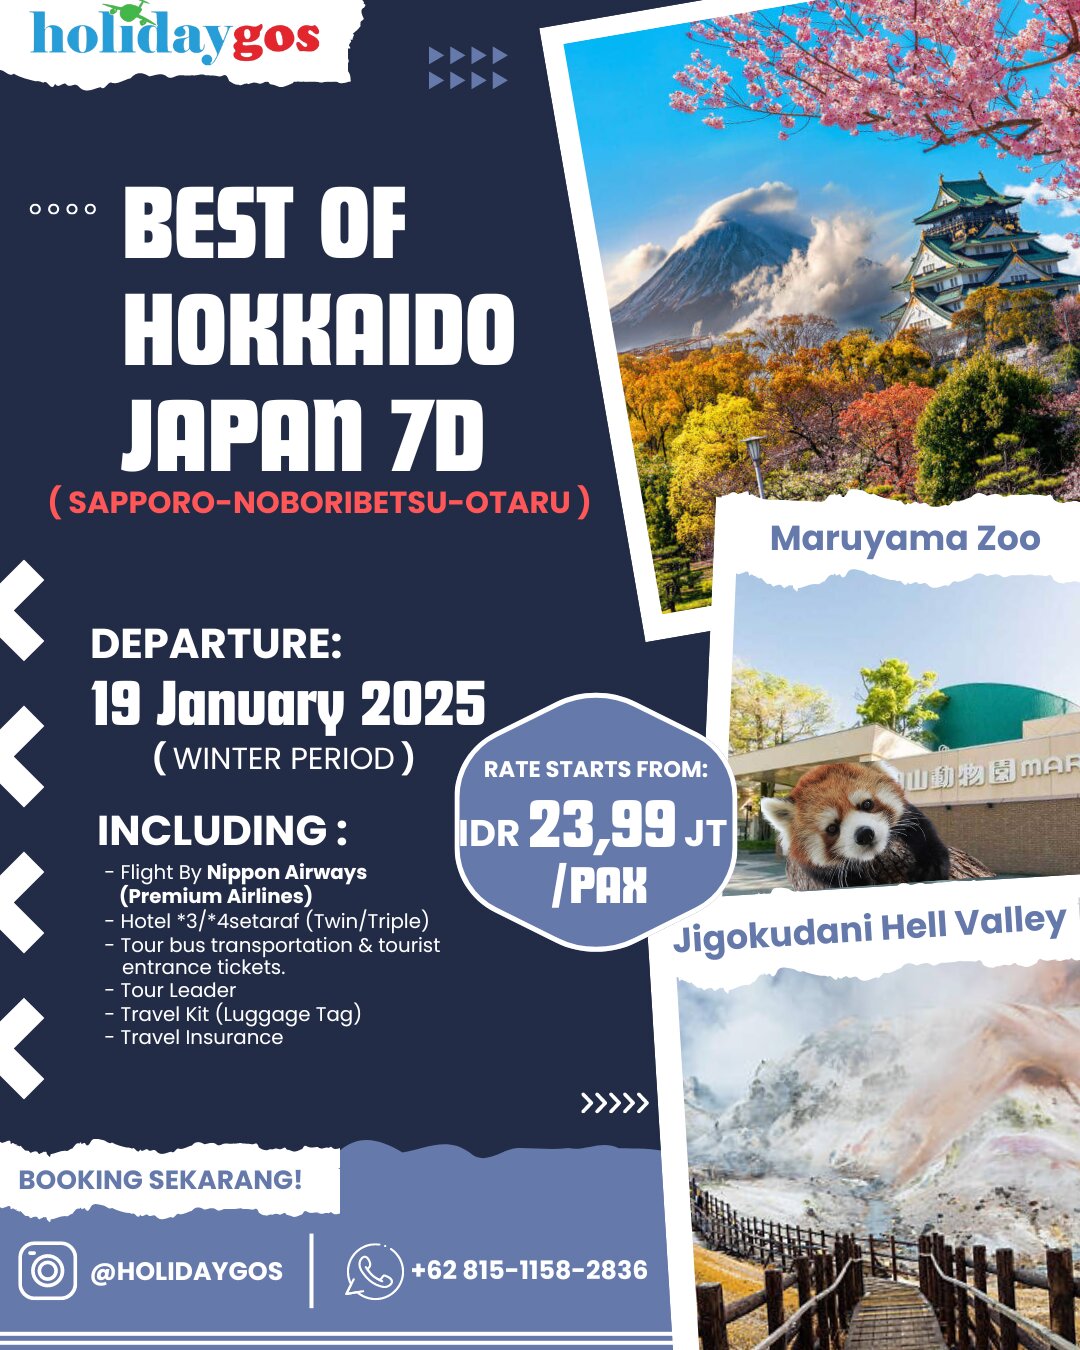 holidaygos
BEST OF
HOKKAIDO
JAPAN 7D
( SAPPORO-NOBORIBETSU-OTARU )
DEPARTURE:
19 January 2025
( WINTER PERIOD )
INCLUDING :
- Flight By Nippon Airways
(Premium Airlines)
- Hotel *3/*4setaraf (Twin/Triple)
- Tour bus transportation & tourist
entrance tickets.
- Tour Leader
- Travel Kit (Luggage Tag)
- Travel Insurance
RATE STARTS FROM:
IDR 23,99 JT
/PAX
Maruyama Zoo
山動物園 MAR
Jigokudani Hell Valley
BOOKING SEKARANG!
@HOLIDAYGOS
+62 815-1158-2836